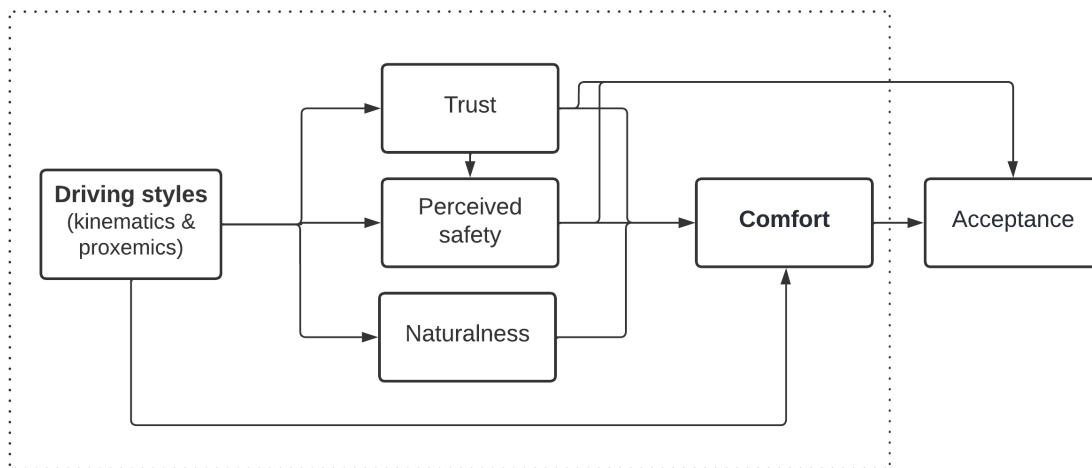 Trust
Driving styles
(kinematics &
proxemics)
Perceived
safety
Comfort
Acceptance
Naturalness